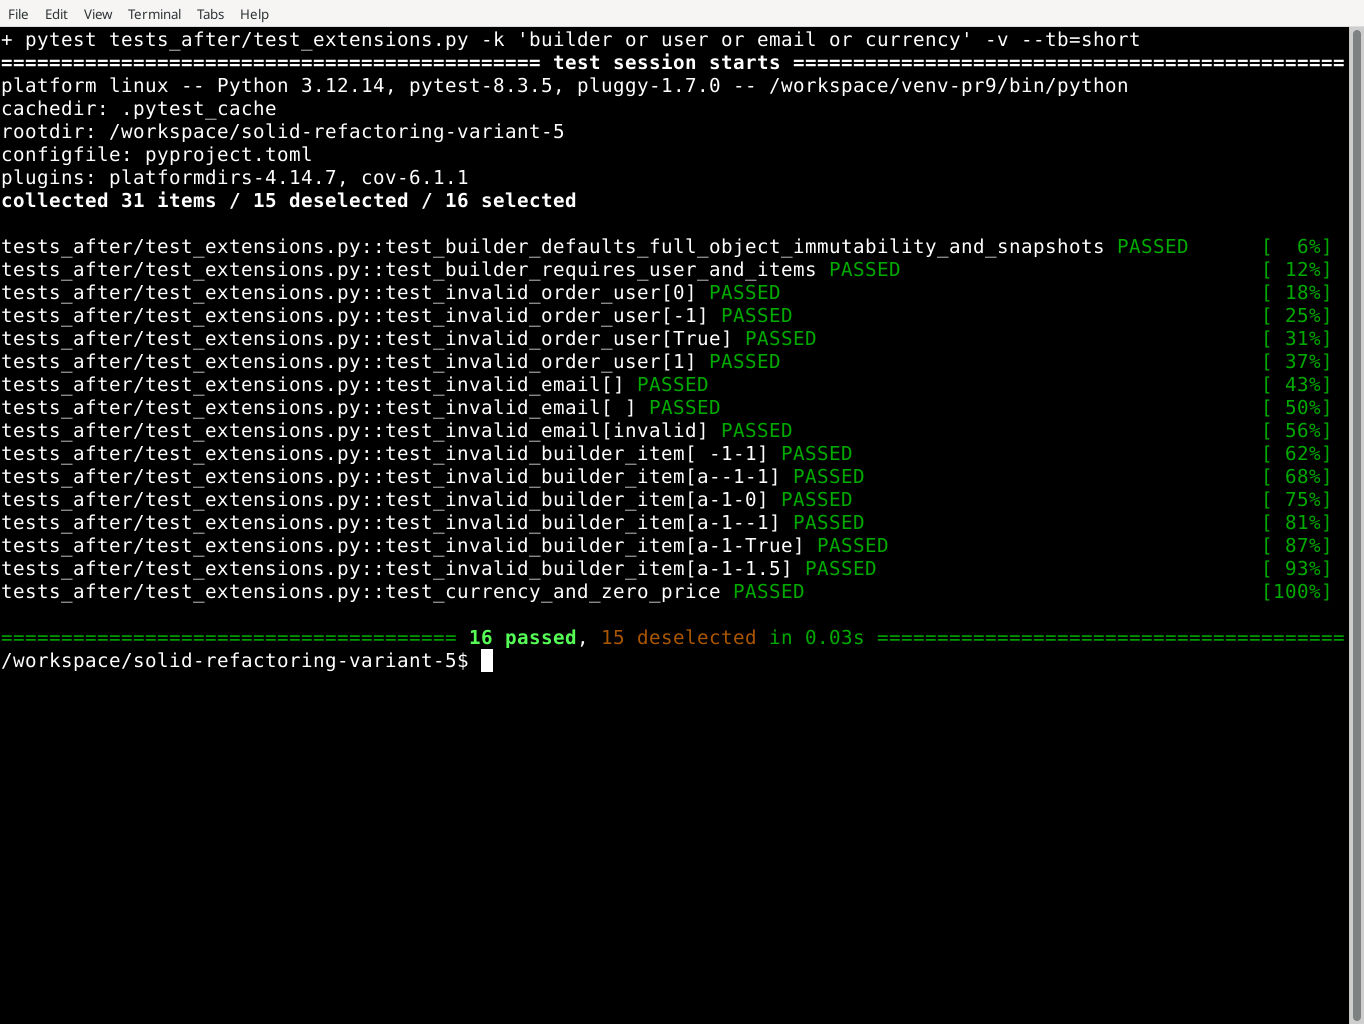 File Edit View Terminal Tabs Help
+ pytest tests_after/test_extensions.py -k 'builder or user or email or currency' -v --tb=short
============================================= test session starts ==============================================
platform linux -- Python 3.12.14, pytest-8.3.5, pluggy-1.7.0 -- /workspace/venv-pr9/bin/python
cachedir: .pytest_cache
rootdir: /workspace/solid-refactoring-variant-5
configfile: pyproject.toml
plugins: platformdirs-4.14.7, cov-6.1.1
collected 31 items / 15 deselected / 16 selected
tests_after/test_extensions.py::test_builder_defaults_full_object_immutability_and_snapshots PASSED [  6%]
tests_after/test_extensions.py::test_builder_requires_user_and_items PASSED [ 12%]
tests_after/test_extensions.py::test_invalid_order_user[0] PASSED [ 18%]
tests_after/test_extensions.py::test_invalid_order_user[-1] PASSED [ 25%]
tests_after/test_extensions.py::test_invalid_order_user[True] PASSED [ 31%]
tests_after/test_extensions.py::test_invalid_order_user[1] PASSED [ 37%]
tests_after/test_extensions.py::test_invalid_email[] PASSED [ 43%]
tests_after/test_extensions.py::test_invalid_email[ ] PASSED [ 50%]
tests_after/test_extensions.py::test_invalid_email[invalid] PASSED [ 56%]
tests_after/test_extensions.py::test_invalid_builder_item[ -1-1] PASSED [ 62%]
tests_after/test_extensions.py::test_invalid_builder_item[a--1-1] PASSED [ 68%]
tests_after/test_extensions.py::test_invalid_builder_item[a-1-0] PASSED [ 75%]
tests_after/test_extensions.py::test_invalid_builder_item[a-1--1] PASSED [ 81%]
tests_after/test_extensions.py::test_invalid_builder_item[a-1-True] PASSED [ 87%]
tests_after/test_extensions.py::test_invalid_builder_item[a-1-1.5] PASSED [ 93%]
tests_after/test_extensions.py::test_currency_and_zero_price PASSED [100%]
====================================== 16 passed, 15 deselected in 0.03s =======================================
/workspace/solid-refactoring-variant-5$